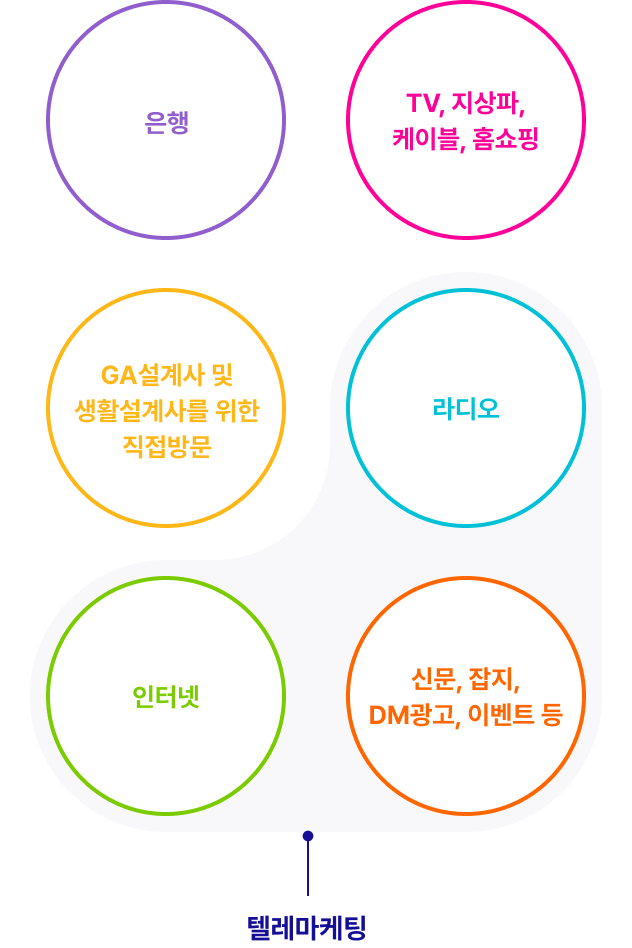 은행
TV, 지상파,
케이블, 홈쇼핑
GA설계사 및
생활설계사를 위한
직접방문
라디오
인터넷
신문, 잡지,
DM광고, 이벤트 등
텔레마케팅